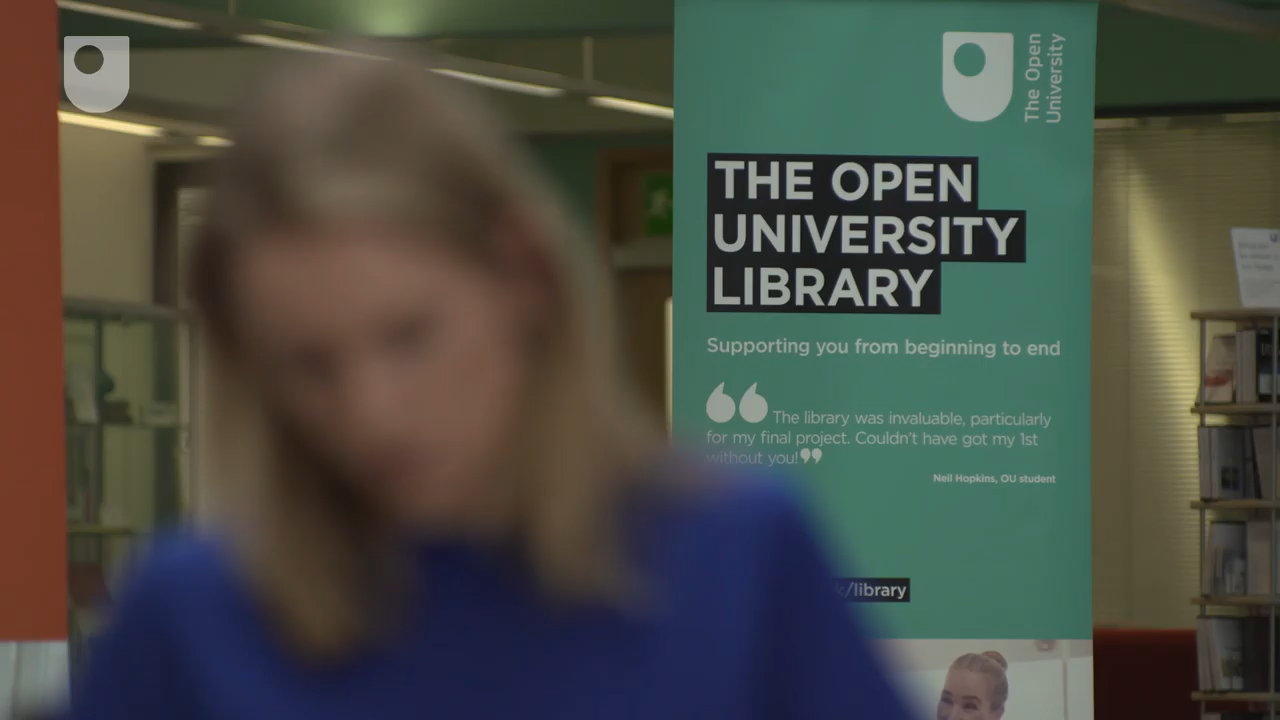 The Open
University
THE OPEN
UNIVERSITY
LIBRARY
Supporting you from beginning to end
“The library was invaluable, particularly
for my final project. Couldn't have got my 1st
without you!”
Neil Hopkins, OU student
/library